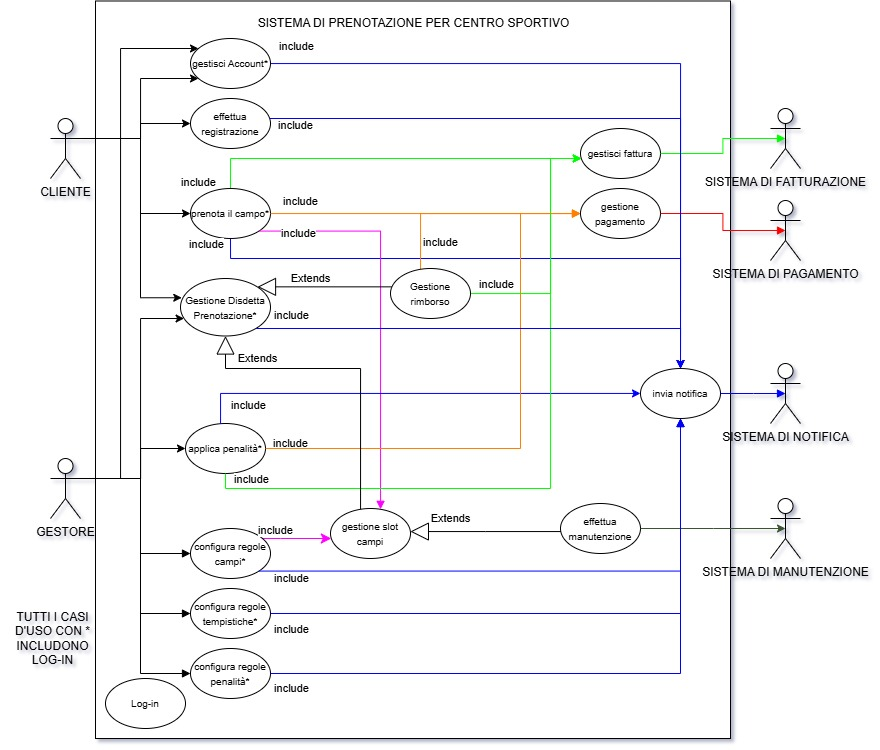 SISTEMA DI PRENOTAZIONE PER CENTRO SPORTIVO
include
gestisci Account*
effettua
registrazione
include
CLIENTE
gestisci fattura
SISTEMA DI FATTURAZIONE
include
prenota il campo*
include
include
include
include
gestione
pagamento
SISTEMA DI PAGAMENTO
Extends
Gestione Disdetta
Prenotazione*
include
Gestione
rimborso
include
Extends
invia notifica
SISTEMA DI NOTIFICA
include
applica penalità*
include
include
GESTORE
Extends
include
gestione slot
campi
effettua
manutenzione
SISTEMA DI MANUTENZIONE
configura regole
campi*
include
configura regole
tempistiche*
include
TUTTI I CASI
D'USO CON *
INCLUDONO
LOG-IN
configura regole
penalità*
include
Log-in